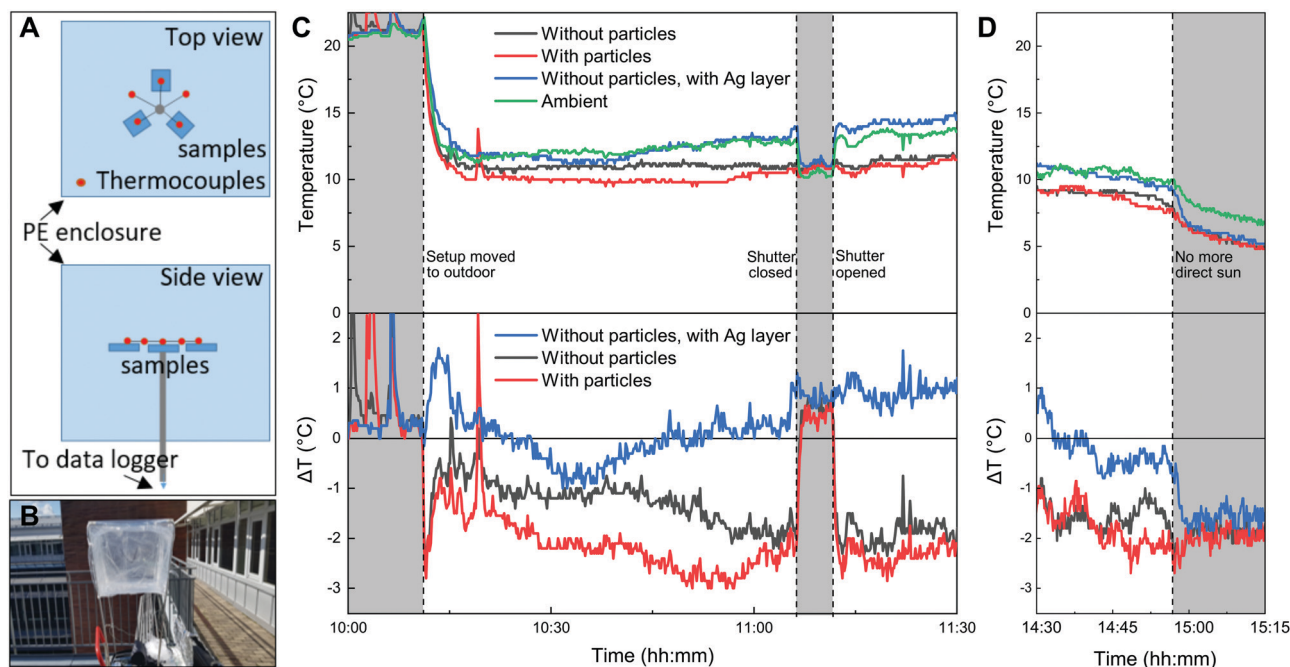 A
Top view
samples
Thermocouples
PE enclosure
Side view
samples
To data logger
B
C
Without particles
With particles
Without particles, with Ag layer
Ambient
Temperature (°C)
20
15
10
5
0
Setup moved
to outdoor
Shutter
closed
Shutter
opened
Without particles, with Ag layer
Without particles
With particles
ΔT (°C)
2
1
0
-1
-2
-3
10:00
10:30
11:00
11:30
Time (hh:mm)
D
Temperature (°C)
20
15
10
5
0
No more
direct sun
ΔT (°C)
2
1
0
-1
-2
-3
14:30
14:45
15:00
15:15
Time (hh:mm)